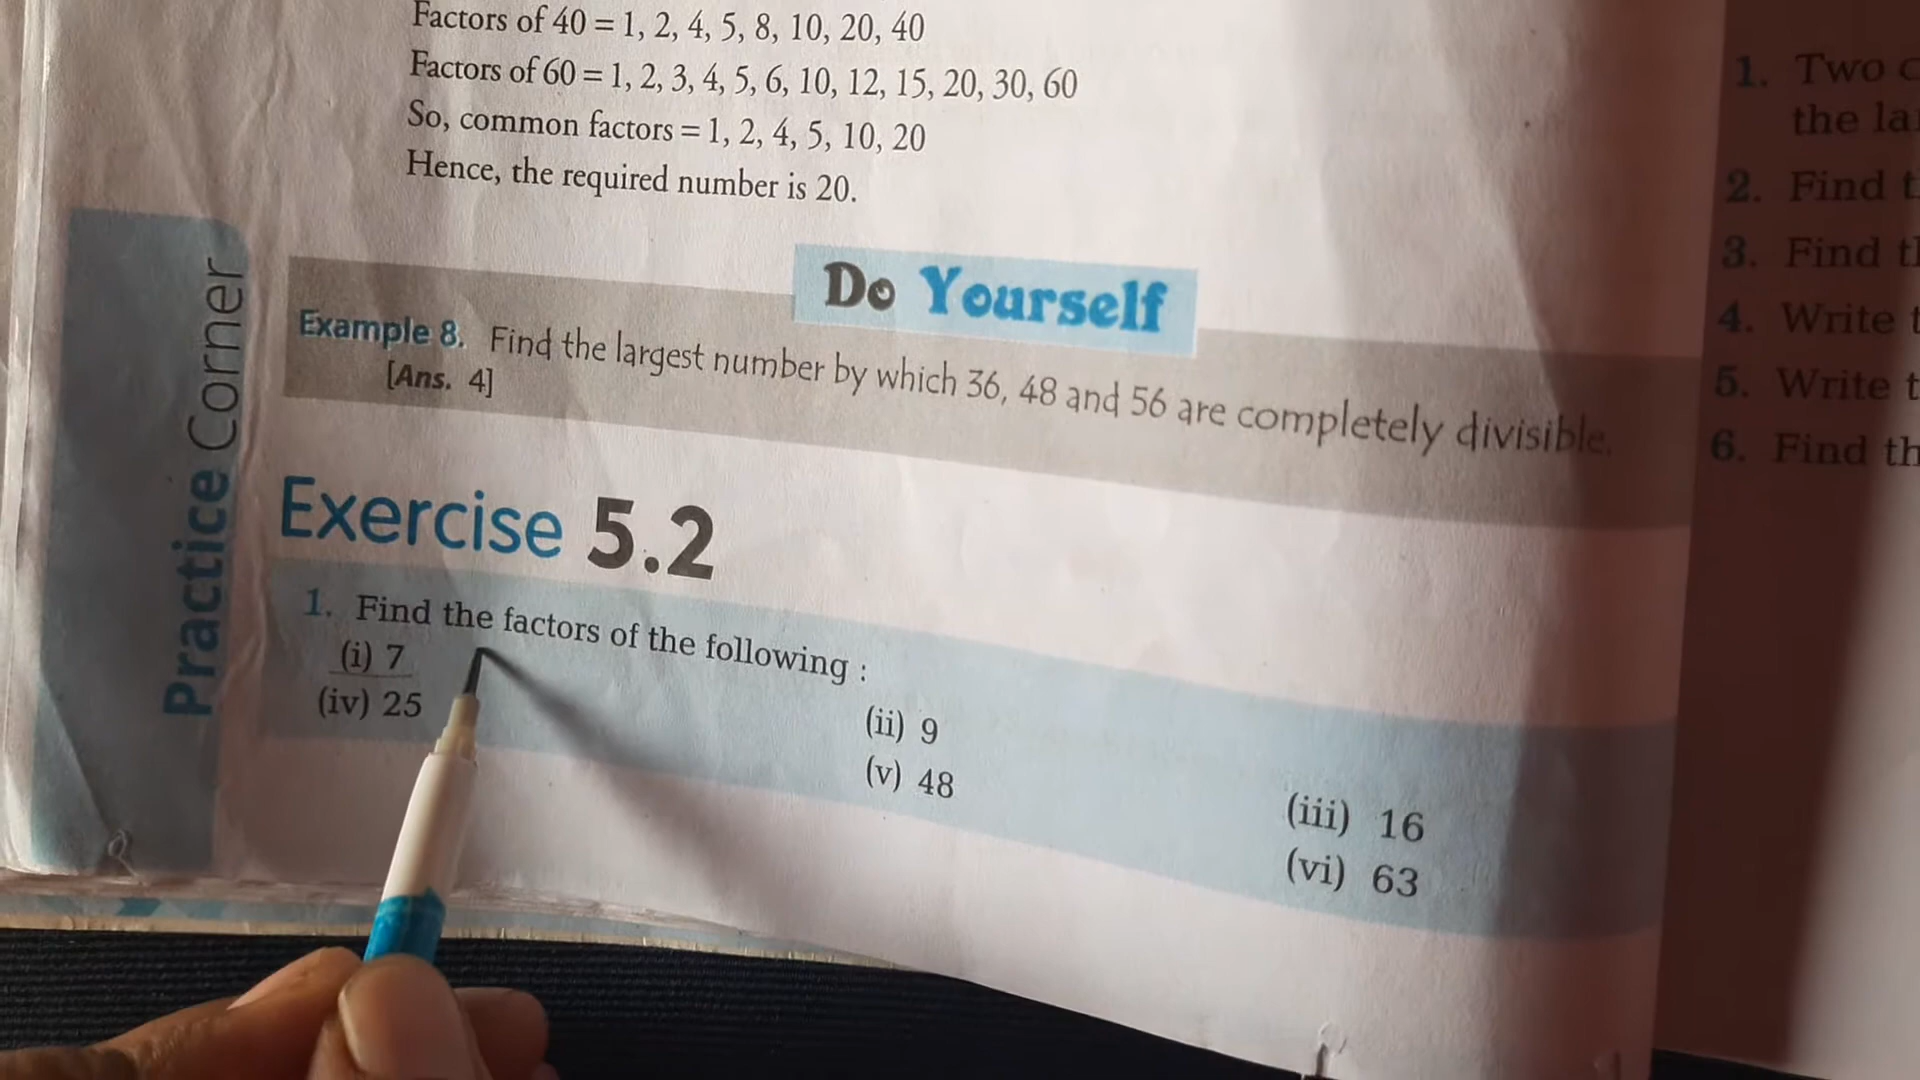 Factors of 40 = 1, 2, 4, 5, 8, 10, 20, 40
Factors of 60 = 1, 2, 3, 4, 5, 6, 10, 12, 15, 20, 30, 60
So, common factors = 1, 2, 4, 5, 10, 20
Hence, the required number is 20.
Practice Corner
Do Yourself
Example 8. Find the largest number by which 36, 48 and 56 are completely divisible.
[Ans. 4]
Exercise 5.2
1. Find the factors of the following :
(i) 7 (ii) 9 (iii) 16
(iv) 25 (v) 48 (vi) 63
1. Two
the
2. Find
3. Find
4. Write
5. Write
6. Find